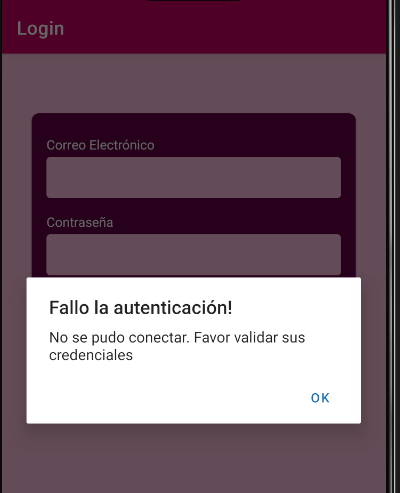 Login
Correo Electrónico
Contraseña
Fallo la autenticación!
No se pudo conectar. Favor validar sus
credenciales
OK